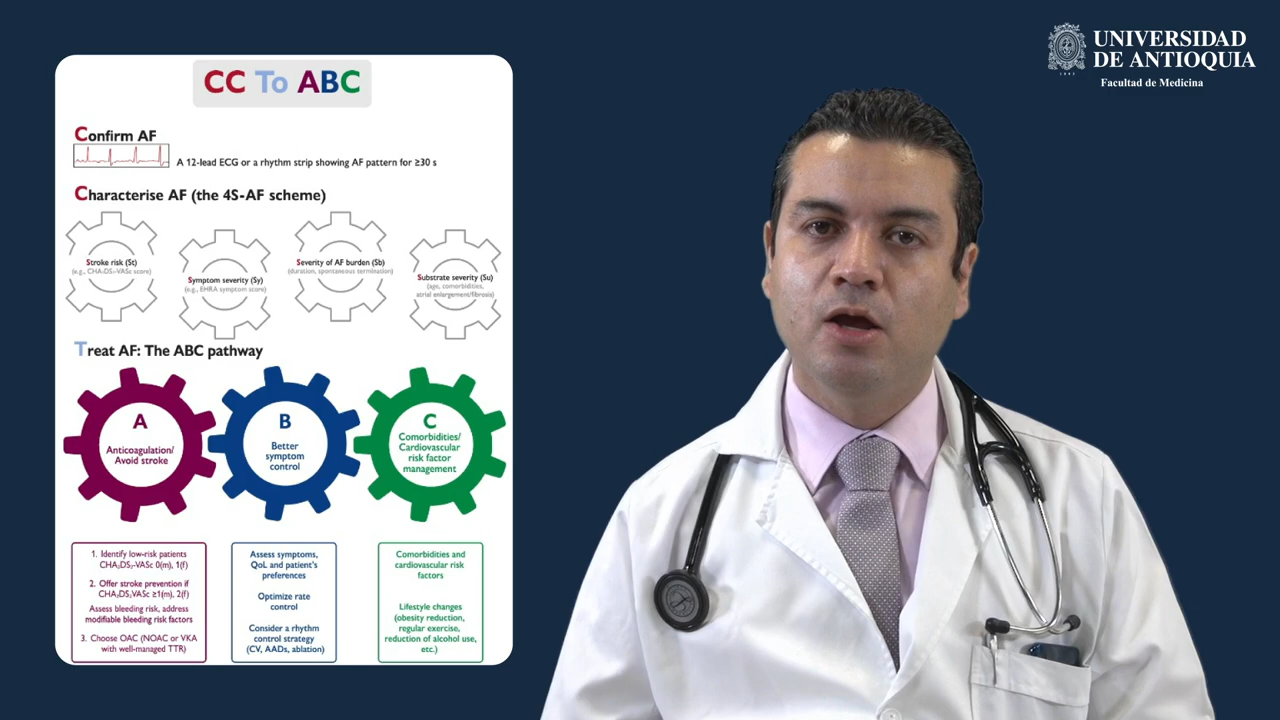 UNIVERSIDAD
DE ANTIOQUIA
Facultad de Medicina
1803
CC To ABC
Confirm AF
A 12-lead ECG or a rhythm strip showing AF pattern for ≥30 s
Characterise AF (the 4S-AF scheme)
Stroke risk (St)
(e.g., CHA₂DS₂-VASc score)
Symptom severity (Sy)
(e.g., EHRA symptom score)
Severity of AF burden (Sb)
(duration, spontaneous termination)
Substrate severity (Su)
(age, comorbidities,
atrial enlargement/fibrosis)
Treat AF: The ABC pathway
A
Anticoagulation/
Avoid stroke
B
Better
symptom
control
C
Comorbidities/
Cardiovascular
risk factor
management
1. Identify low-risk patients
CHA₂DS₂-VASc 0(m), 1(f)
2. Offer stroke prevention if
CHA₂DS₂VASc ≥1(m), 2(f)
Assess bleeding risk, address
modifiable bleeding risk factors
3. Choose OAC (NOAC or VKA
with well-managed TTR)
Assess symptoms,
QoL and patient's
preferences
Optimize rate
control
Consider a rhythm
control strategy
(CV, AADs, ablation)
Comorbidities and
cardiovascular risk
factors
Lifestyle changes
(obesity reduction,
regular exercise,
reduction of alcohol use,
etc.)